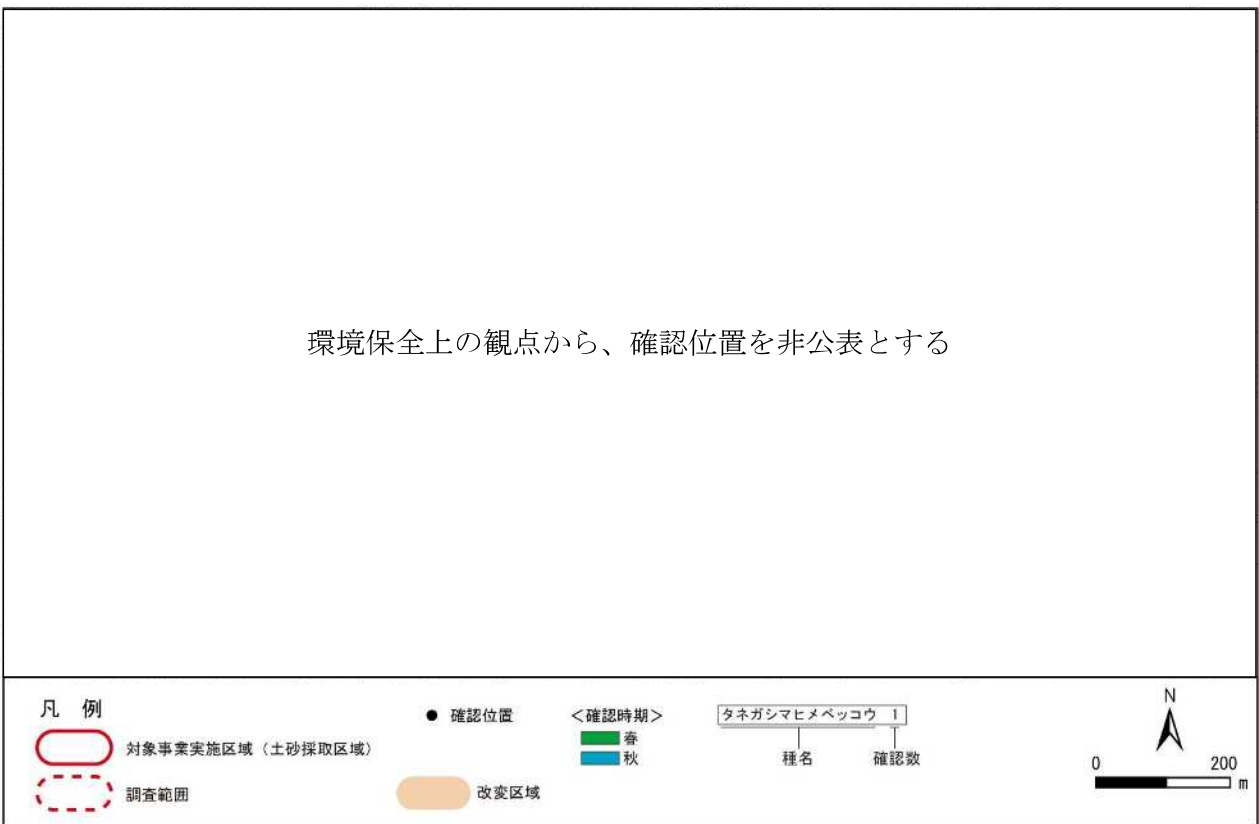 環境保全上の観点から、確認位置を非公表とする
凡 例
対象事業実施区域(土砂採取区域)
調査範囲
確認位置
改変区域
<確認時期>
春
秋
タネガシマヒメベッコウ 1
種名 確認数
N
0 200
m